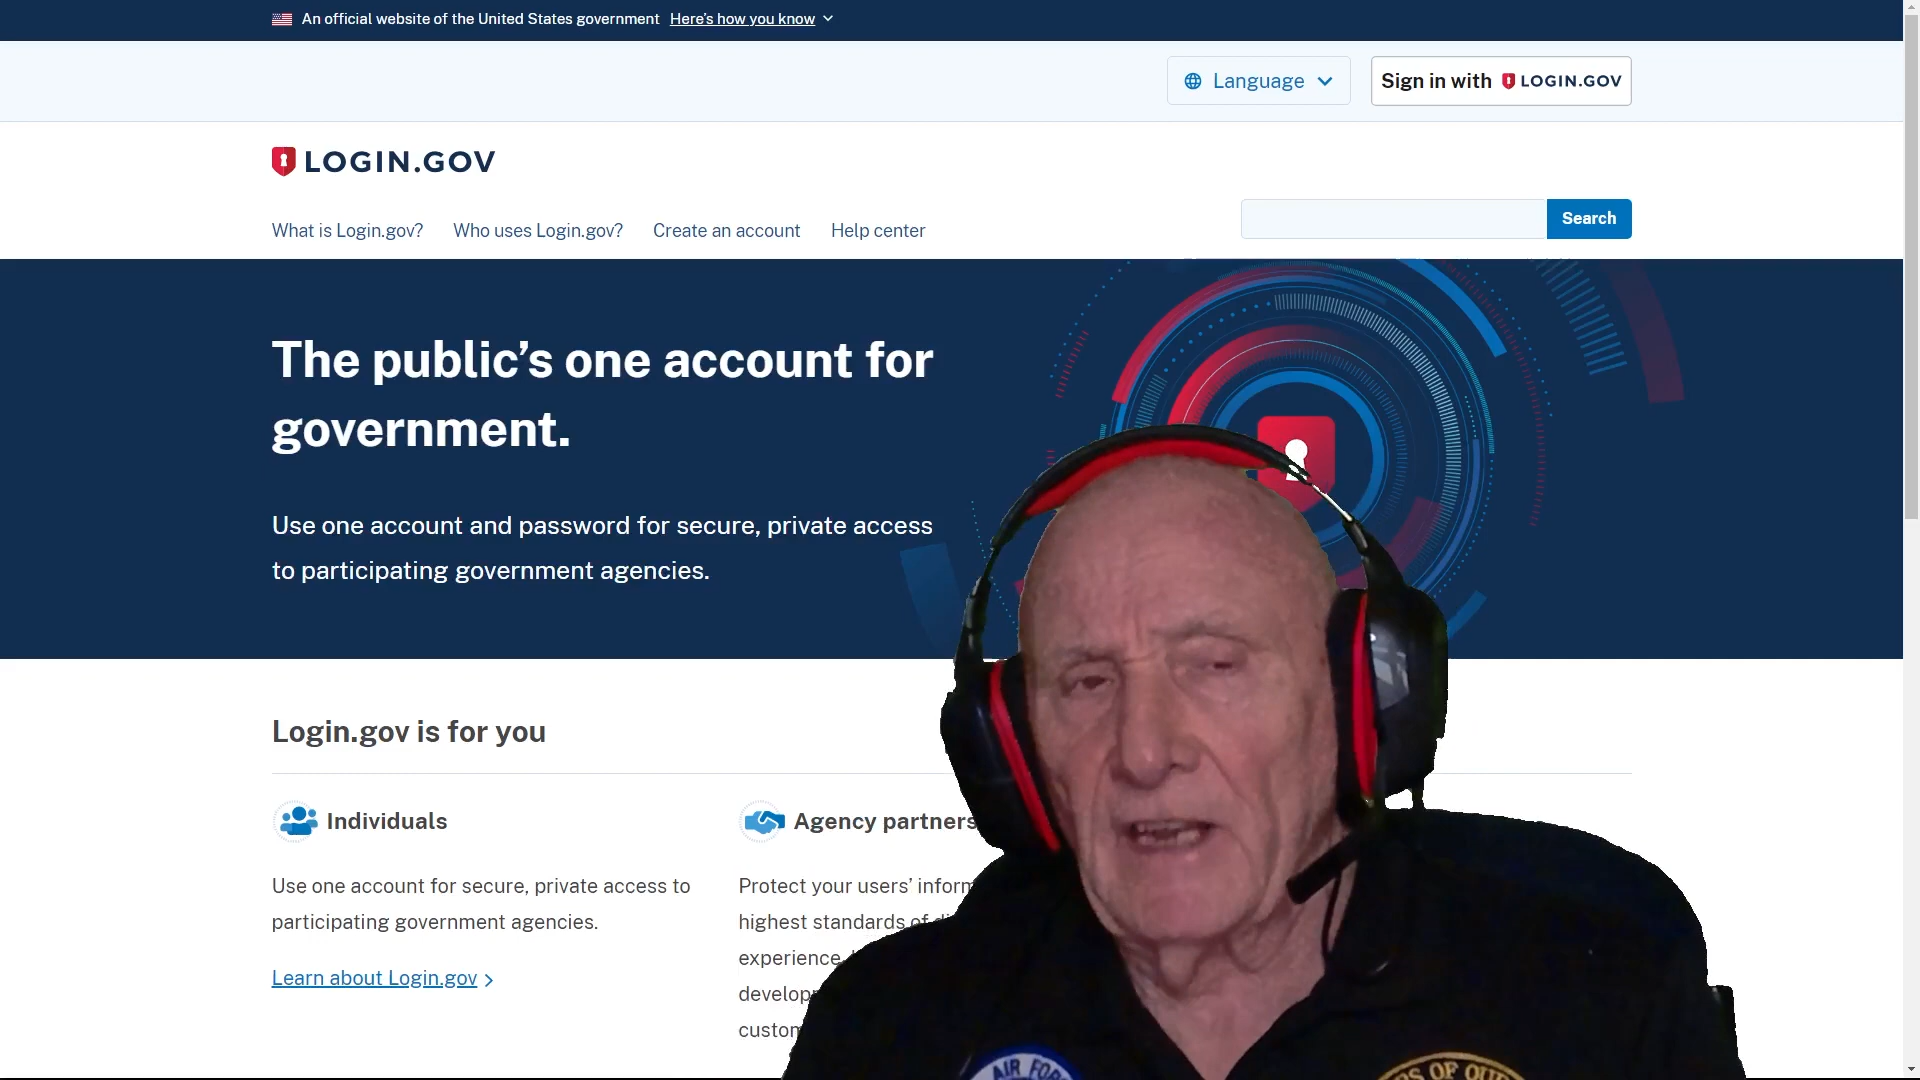 An official website of the United States government Here's how you know
Language
Sign in with LOGIN.GOV
LOGIN.GOV
What is Login.gov? Who uses Login.gov? Create an account Help center
Search
The public’s one account for
government.
Use one account and password for secure, private access
to participating government agencies.
Login.gov is for you
Individuals
Use one account for secure, private access to
participating government agencies.
Learn about Login.gov
Agency partners
Protect your users’
highest standards of
experience
AIR
OF